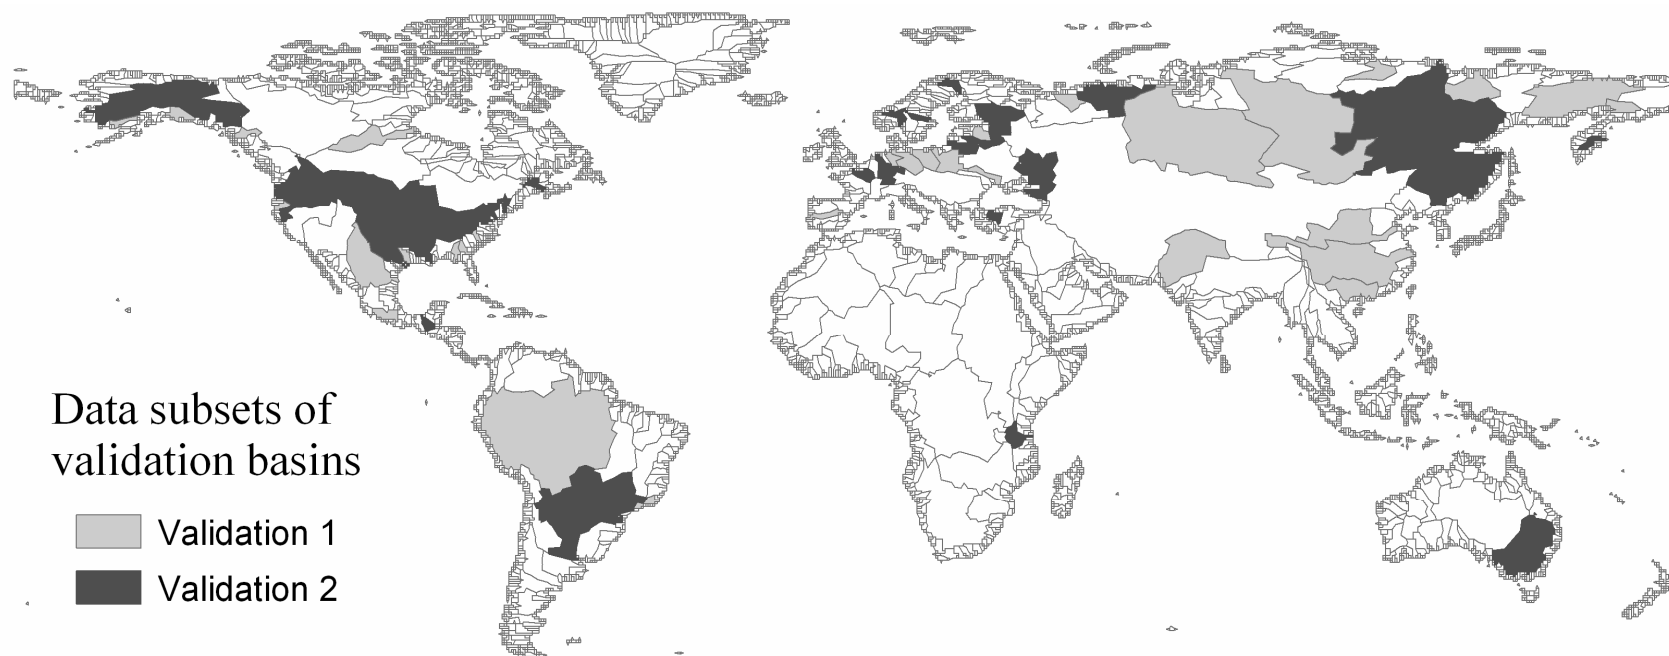 Data subsets of
validation basins
Validation 1
Validation 2